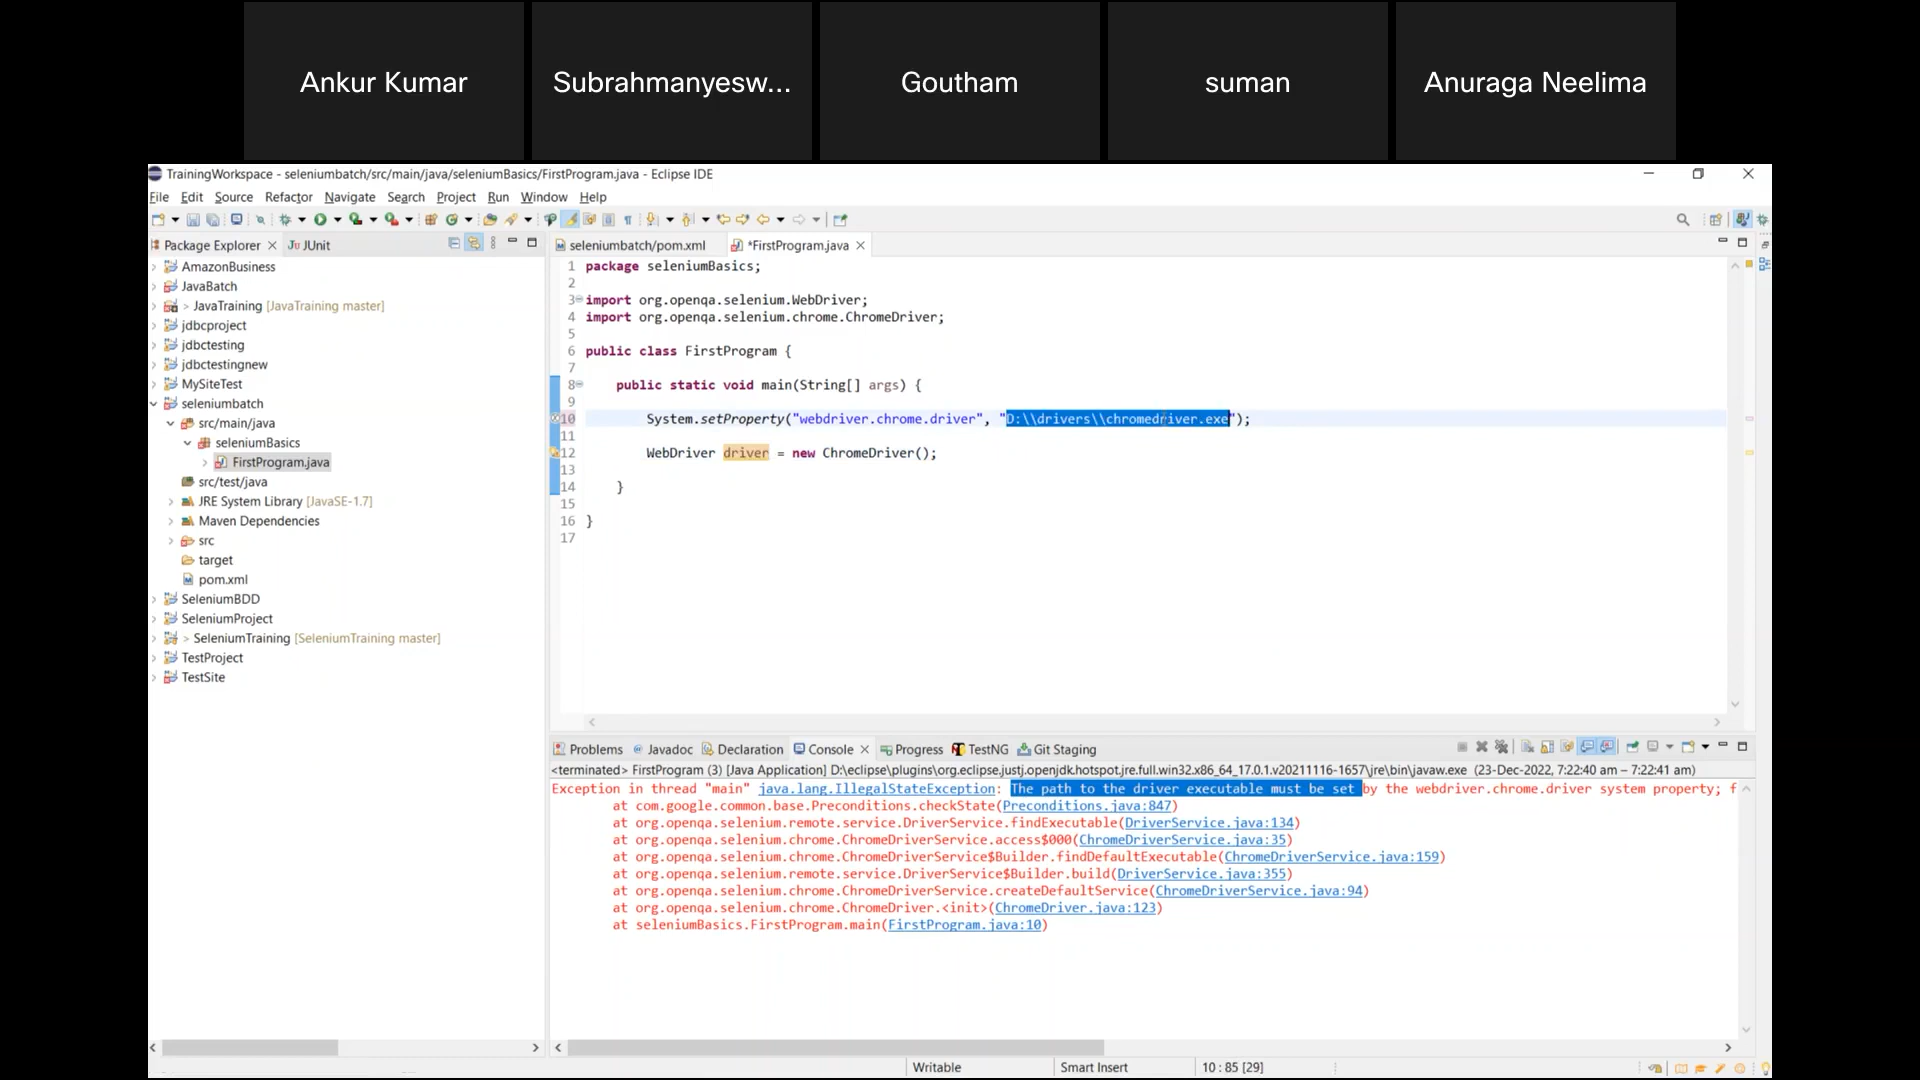 Ankur Kumar
Subrahmanyesw...
Goutham
suman
Anuraga Neelima
TrainingWorkspace - seleniumbatch/src/main/java/seleniumBasics/FirstProgram.java - Eclipse IDE
File Edit Source Refactor Navigate Search Project Run Window Help
Package Explorer
JUnit
AmazonBusiness
JavaBatch
> JavaTraining [JavaTraining master]
jdbcproject
jdbctesting
jdbctestingnew
MySiteTest
seleniumbatch
src/main/java
seleniumBasics
FirstProgram.java
src/test/java
JRE System Library [JavaSE-1.7]
Maven Dependencies
src
target
pom.xml
SeleniumBDD
SeleniumProject
> SeleniumTraining [SeleniumTraining master]
TestProject
TestSite
seleniumbatch/pom.xml
*FirstProgram.java
1 package seleniumBasics;
2
3 import org.openqa.selenium.WebDriver;
4 import org.openqa.selenium.chrome.ChromeDriver;
5
6 public class FirstProgram {
7
8 public static void main(String[] args) {
9
10 System.setProperty("webdriver.chrome.driver", "D:\\drivers\\chromedriver.exe");
11
12 WebDriver driver = new ChromeDriver();
13
14 }
15
16 }
17
Problems Javadoc Declaration Console Progress TestNG Git Staging
<terminated> FirstProgram (3) [Java Application] D:\eclipse\plugins\org.eclipse.justj.openjdk.hotspot.jre.full.win32.x86_64_17.0.1.v20211116-1657\jre\bin\javaw.exe (23-Dec-2022, 7:22:40 am – 7:22:41 am)
Exception in thread "main" java.lang.IllegalStateException: The path to the driver executable must be set by the webdriver.chrome.driver system property; f
at com.google.common.base.Preconditions.checkState(Preconditions.java:847)
at org.openqa.selenium.remote.service.DriverService.findExecutable(DriverService.java:134)
at org.openqa.selenium.chrome.ChromeDriverService.access$000(ChromeDriverService.java:35)
at org.openqa.selenium.chrome.ChromeDriverService$Builder.findDefaultExecutable(ChromeDriverService.java:159)
at org.openqa.selenium.remote.service.DriverService$Builder.build(DriverService.java:355)
at org.openqa.selenium.chrome.ChromeDriverService.createDefaultService(ChromeDriverService.java:94)
at org.openqa.selenium.chrome.ChromeDriver.<init>(ChromeDriver.java:123)
at seleniumBasics.FirstProgram.main(FirstProgram.java:10)
Writable
Smart Insert
10 : 85 [29]